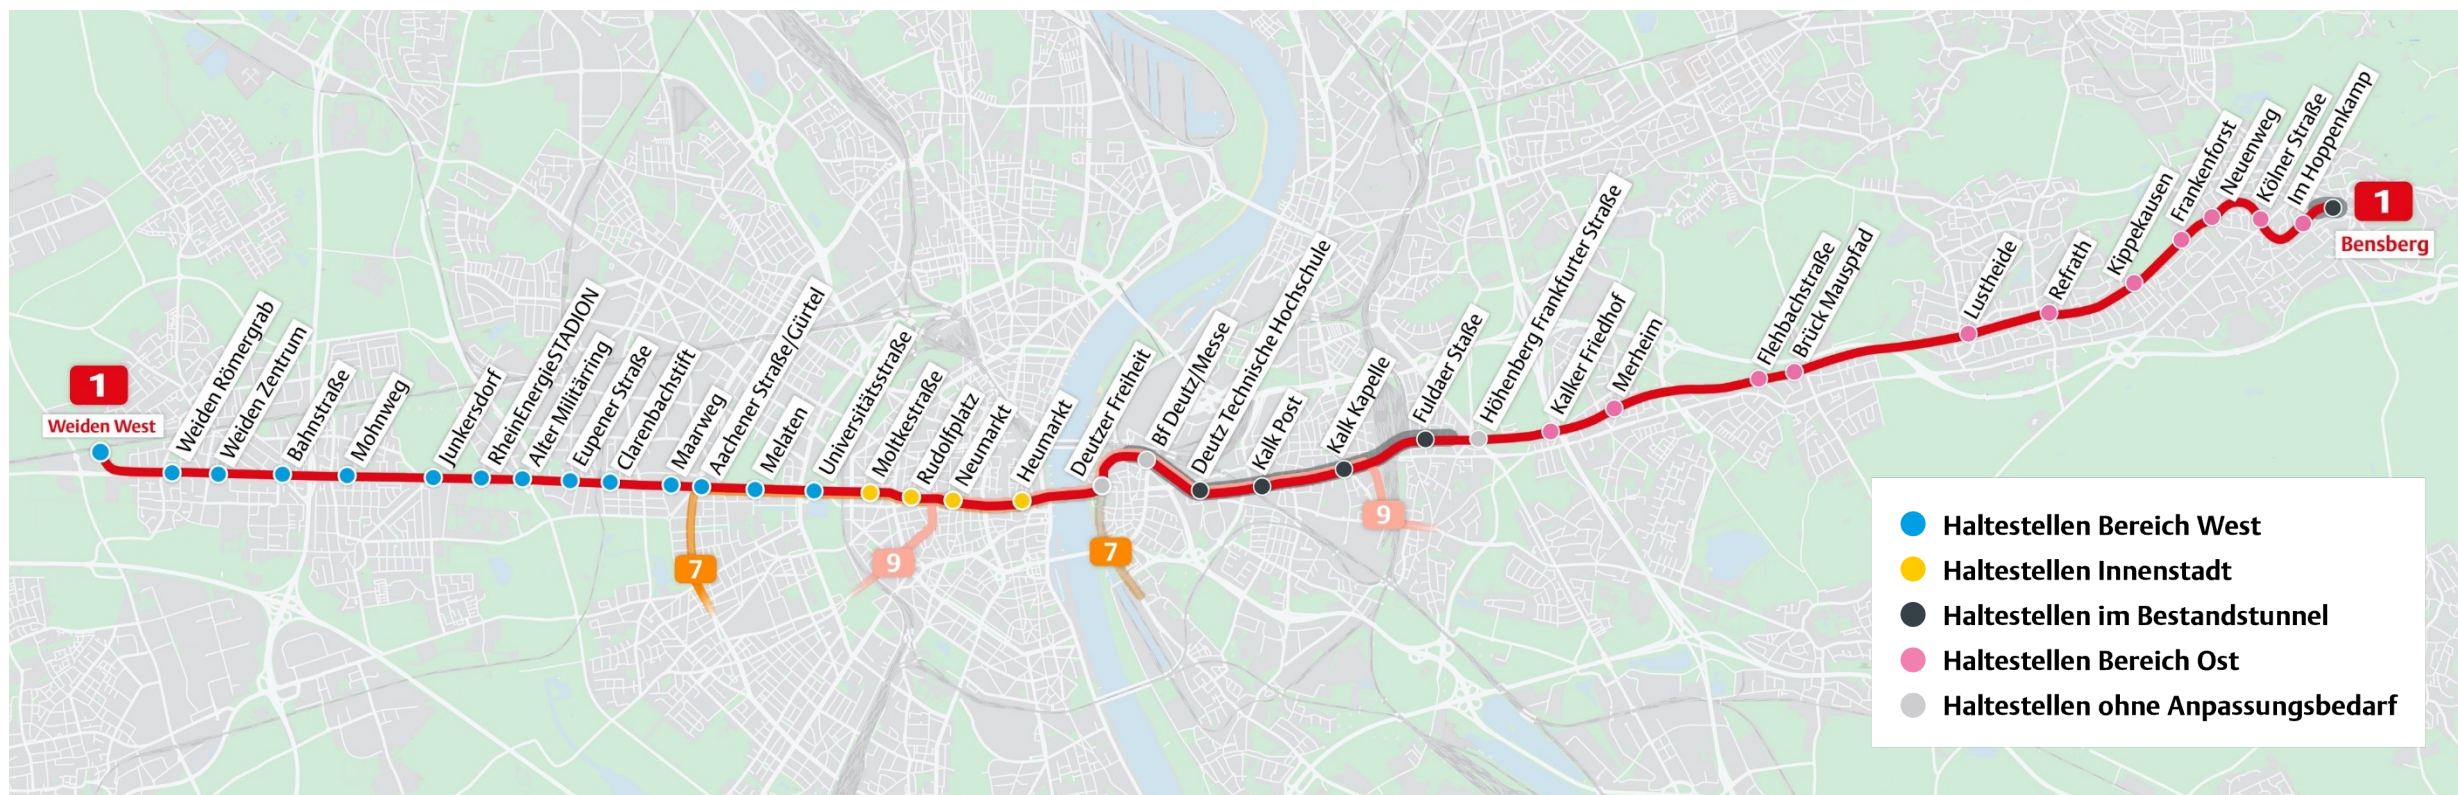 1
Weiden West
Weiden Römergrab
Weiden Zentrum
Bahnstraße
Mohnweg
Junkersdorf
RheinEnergieSTADION
Alter Militärring
Eupener Straße
Clarenbachstift
Maarweg
Aachener Straße/Gürtel
Melaten
Universitätsstraße
Moltkestraße
Rudolfplatz
Neumarkt
Heumarkt
Deutzer Freiheit
Bf Deutz/Messe
Deutz Technische Hochschule
Kalk Post
Kalk Kapelle
Fuldaer Staße
Höhenberg Frankfurter Straße
Kalker Friedhof
Merheim
Flehbachstraße
Brück Mauspfad
Lustheide
Refrath
Kippekausen
Frankenforst
Neuenweg
Kölner Straße
Im Hoppenkamp
1
Bensberg
7
9
7
9
Haltestellen Bereich West
Haltestellen Innenstadt
Haltestellen im Bestandstunnel
Haltestellen Bereich Ost
Haltestellen ohne Anpassungsbedarf